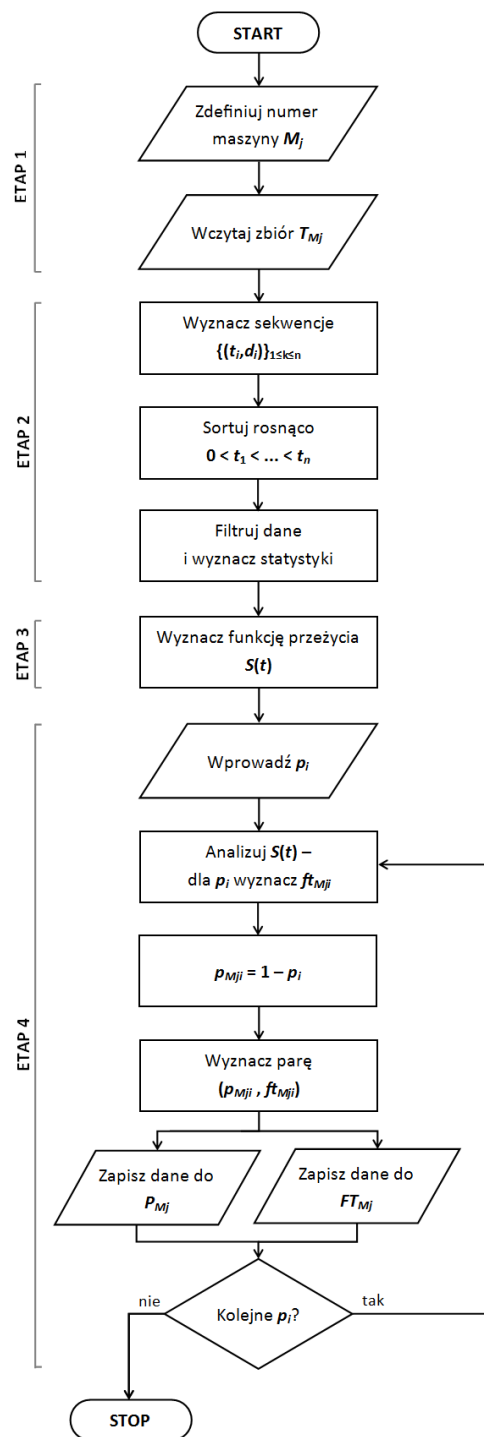 START
ETAP 1
Zdefiniuj numer
maszyny Mj
Wczytaj zbiór TMj
ETAP 2
Wyznacz sekwencje
{(ti,di)}1≤k≤n
Sortuj rosnąco
0 < t1 < ... < tn
Filtruj dane
i wyznacz statystyki
ETAP 3
Wyznacz funkcję przeżycia
S(t)
ETAP 4
Wprowadź pi
Analizuj S(t) –
dla pi wyznacz ftMji
pMji = 1 – pi
Wyznacz parę
(pMji , ftMji)
Zapisz dane do
PMj
Zapisz dane do
FTMj
nie
Kolejne pi?
tak
STOP